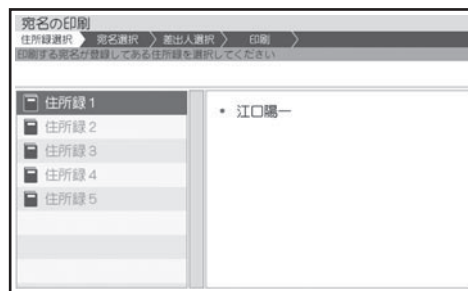 宛名の印刷
住所録選択 〉 宛名選択 〉 差出人選択 〉 印刷 〉
印刷する宛名が登録してある住所録を選択してください
住所録 1
・ 江口陽一
住所録 2
住所録 3
住所録 4
住所録 5